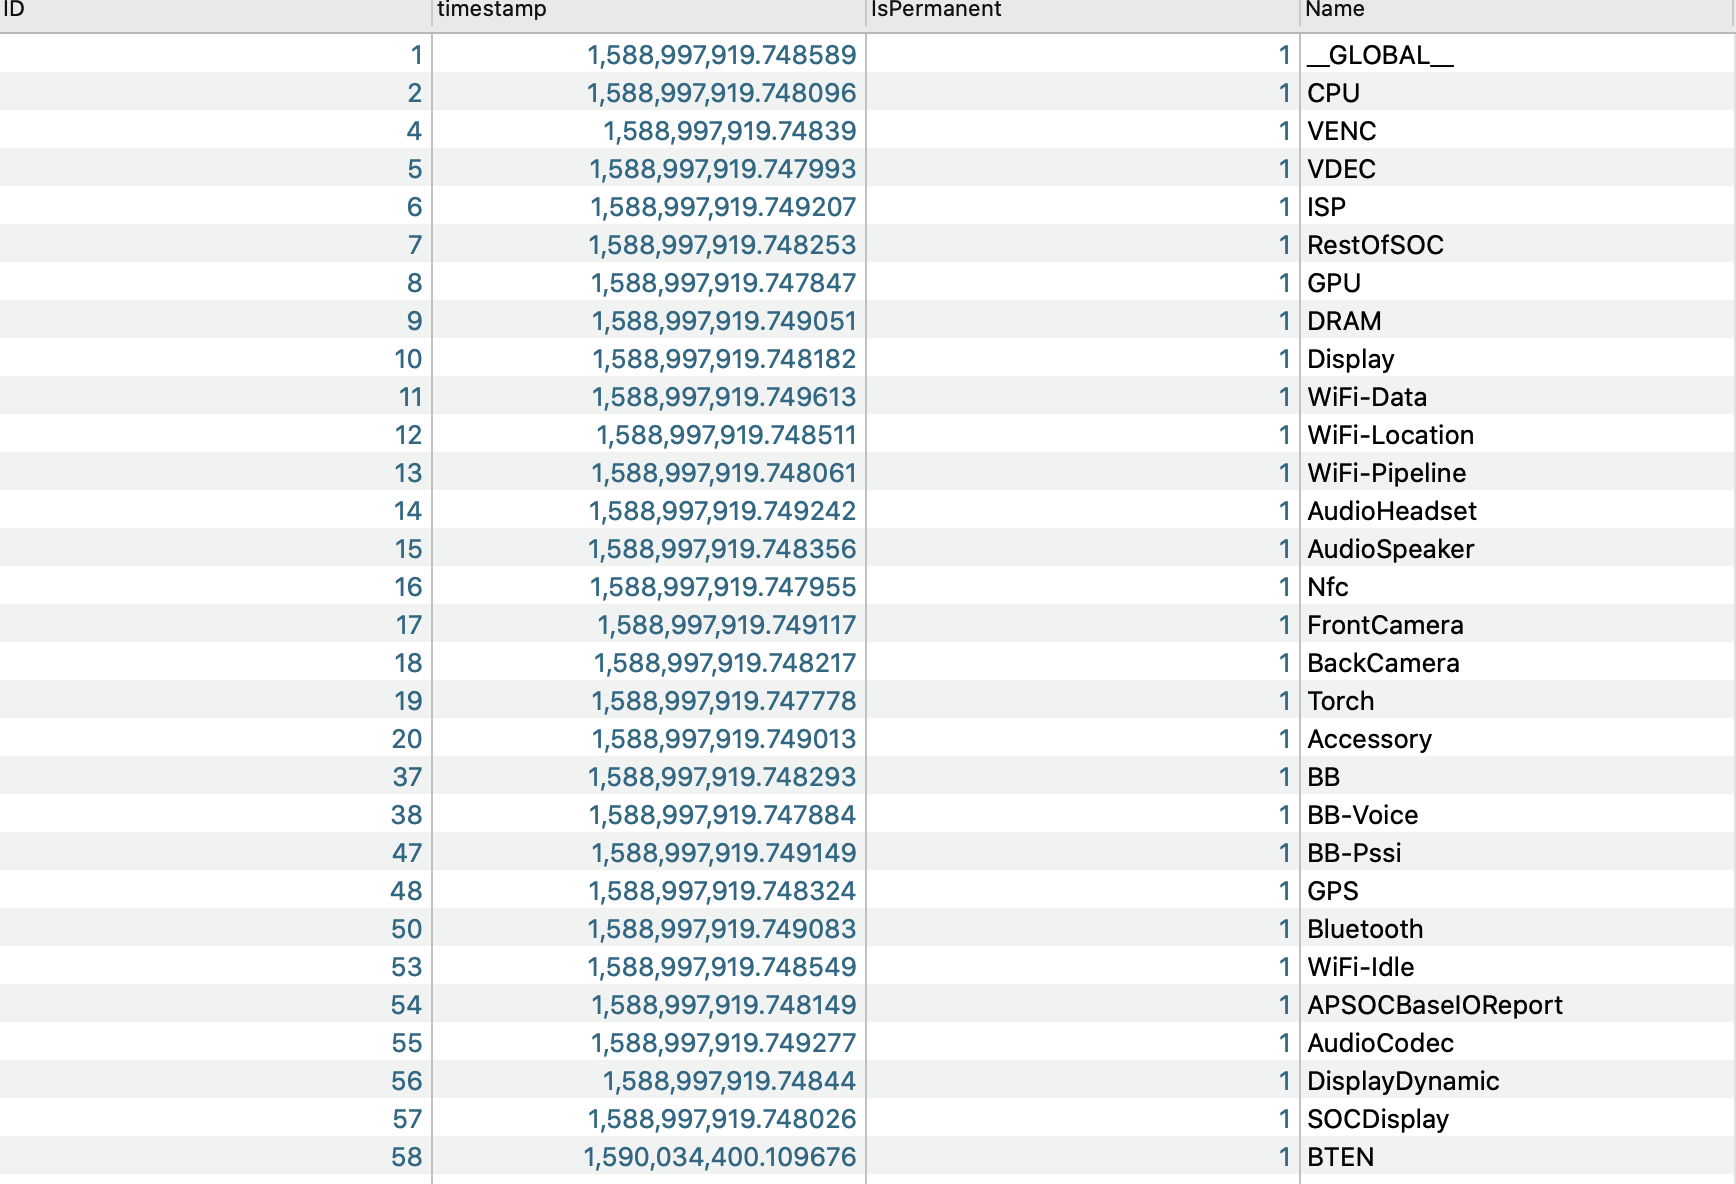 ID timestamp IsPermanent Name
1 1,588,997,919.748589 1 __GLOBAL__
2 1,588,997,919.748096 1 CPU
4 1,588,997,919.74839 1 VENC
5 1,588,997,919.747993 1 VDEC
6 1,588,997,919.749207 1 ISP
7 1,588,997,919.748253 1 RestOfSOC
8 1,588,997,919.747847 1 GPU
9 1,588,997,919.749051 1 DRAM
10 1,588,997,919.748182 1 Display
11 1,588,997,919.749613 1 WiFi-Data
12 1,588,997,919.748511 1 WiFi-Location
13 1,588,997,919.748061 1 WiFi-Pipeline
14 1,588,997,919.749242 1 AudioHeadset
15 1,588,997,919.748356 1 AudioSpeaker
16 1,588,997,919.747955 1 Nfc
17 1,588,997,919.749117 1 FrontCamera
18 1,588,997,919.748217 1 BackCamera
19 1,588,997,919.747778 1 Torch
20 1,588,997,919.749013 1 Accessory
37 1,588,997,919.748293 1 BB
38 1,588,997,919.747884 1 BB-Voice
47 1,588,997,919.749149 1 BB-Pssi
48 1,588,997,919.748324 1 GPS
50 1,588,997,919.749083 1 Bluetooth
53 1,588,997,919.748549 1 WiFi-Idle
54 1,588,997,919.748149 1 APSOCBaseIOReport
55 1,588,997,919.749277 1 AudioCodec
56 1,588,997,919.74844 1 DisplayDynamic
57 1,588,997,919.748026 1 SOCDisplay
58 1,590,034,400.109676 1 BTEN